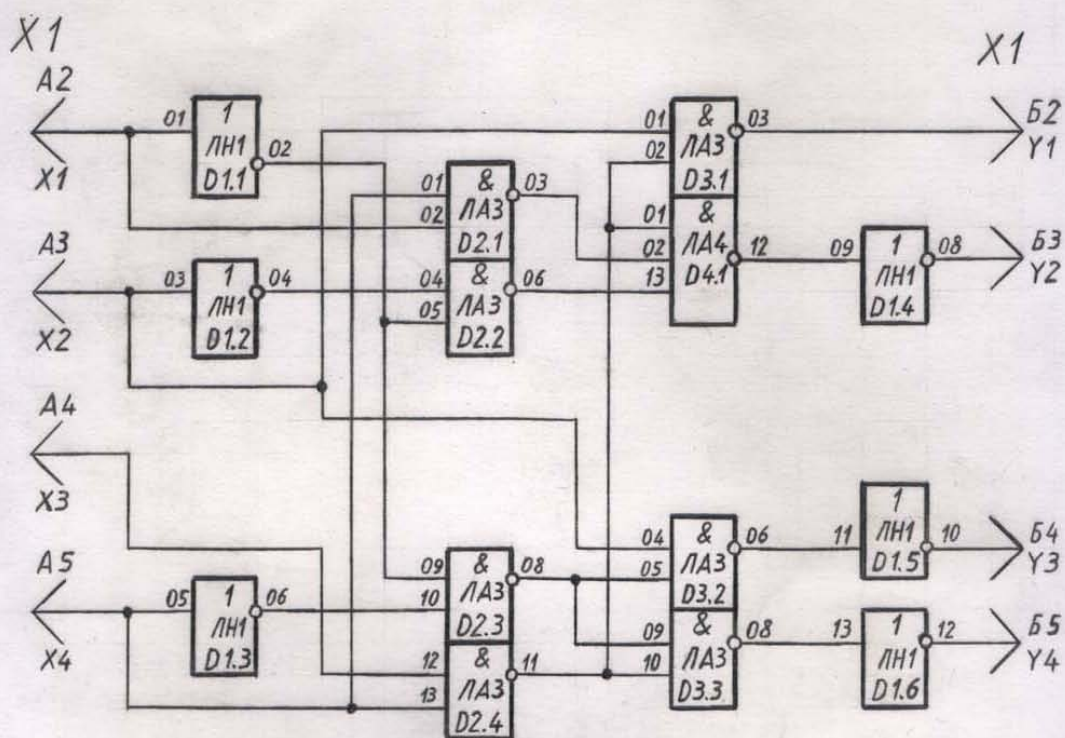 X1
X1
A2
X1
01
1
ЛН1
D1.1
02
01
02
&
ЛА3
D3.1
03
Б2
Y1
01
02
&
ЛА3
D2.1
03
A3
X2
03
1
ЛН1
D1.2
04
04
05
&
ЛА3
D2.2
06
01
02
13
&
ЛА4
D4.1
12
09
1
ЛН1
D1.4
08
Б3
Y2
A4
X3
A5
X4
05
1
ЛН1
D1.3
06
09
10
&
ЛА3
D2.3
08
12
13
&
ЛА3
D2.4
11
04
05
&
ЛА3
D3.2
06
11
1
ЛН1
D1.5
10
Б4
Y3
09
10
&
ЛА3
D3.3
08
13
1
ЛН1
D1.6
12
Б5
Y4